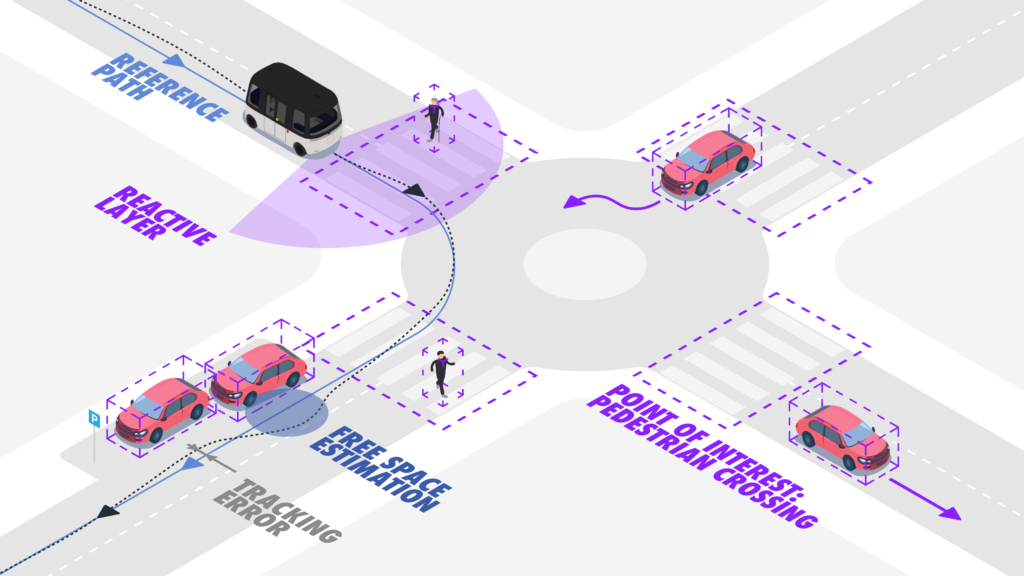 REFERENCE
PATH
REACTIVE
LAYER
P
FREE SPACE
ESTIMATION
TRACKING
ERROR
POINT OF INTEREST:
PEDESTRIAN CROSSING